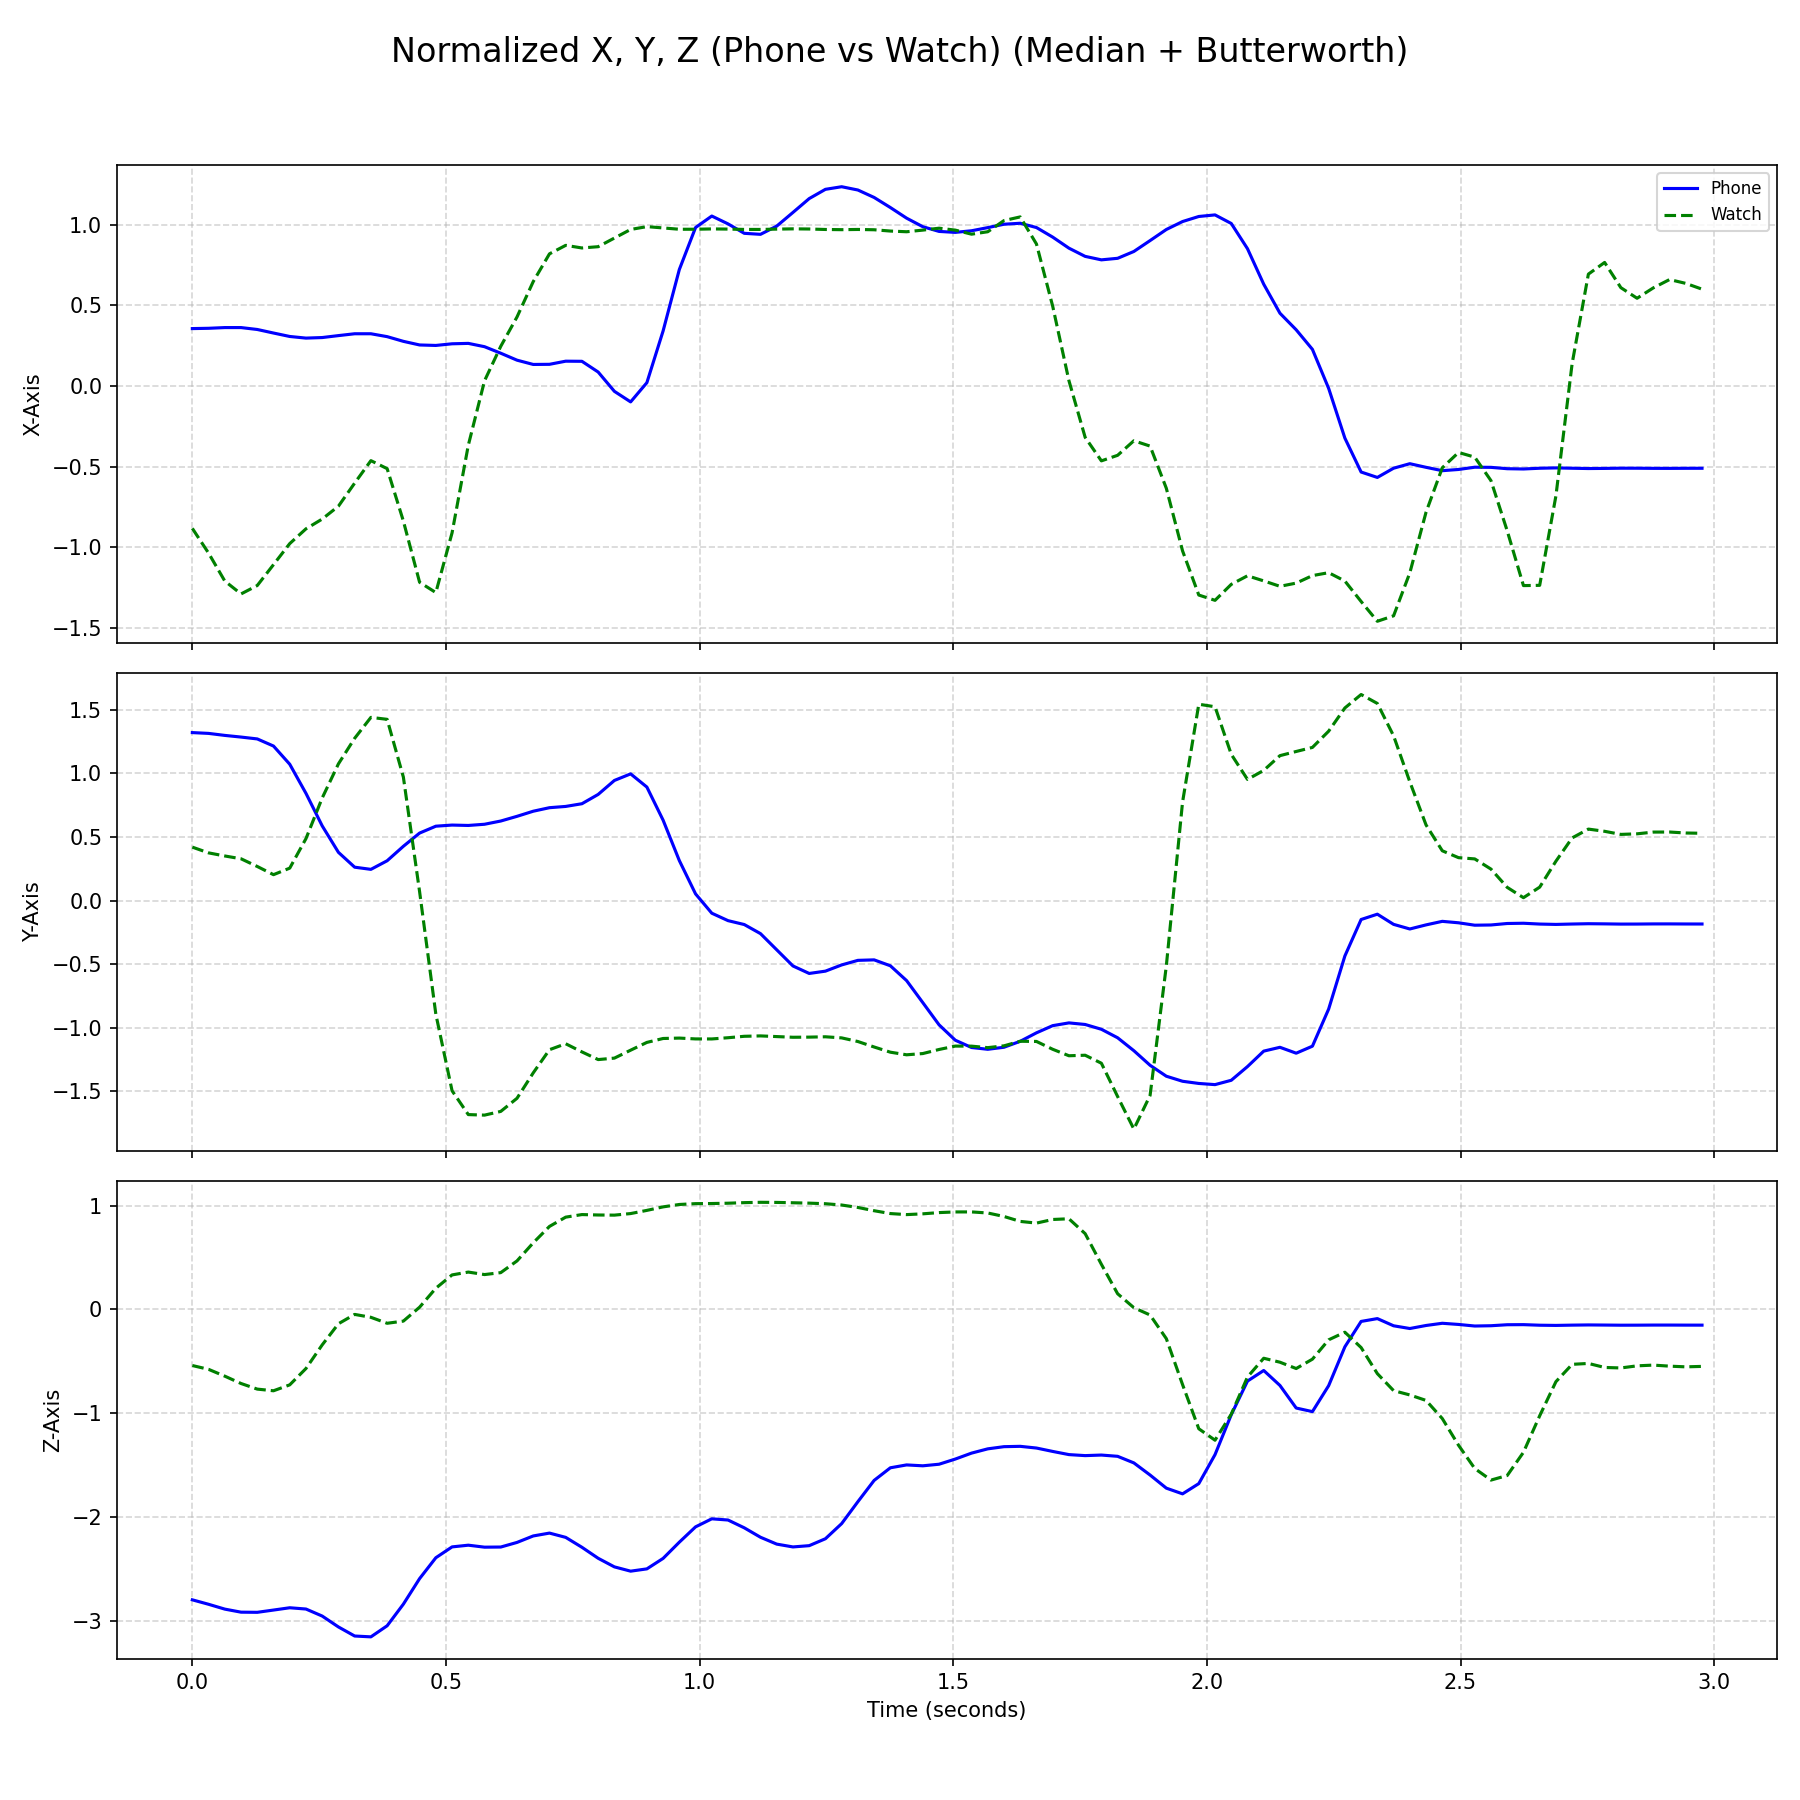 Normalized X, Y, Z (Phone vs Watch) (Median + Butterworth)
Phone
Watch
X-Axis
1.0
0.5
0.0
−0.5
−1.0
−1.5
Y-Axis
1.5
1.0
0.5
0.0
−0.5
−1.0
−1.5
Z-Axis
1
0
−1
−2
−3
0.0 0.5 1.0 1.5 2.0 2.5 3.0
Time (seconds)